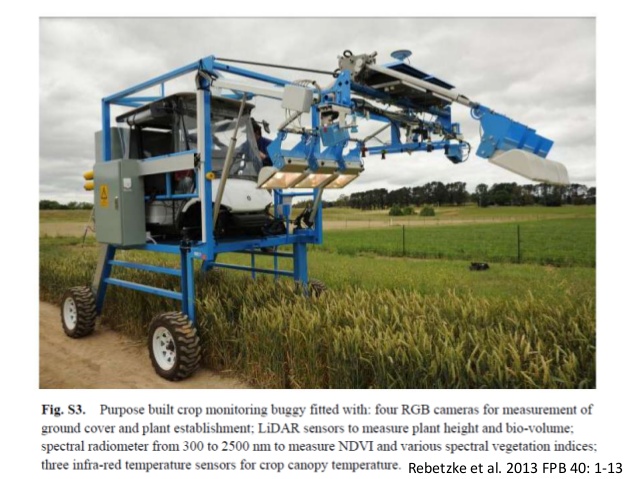 Fig. S3. Purpose built crop monitoring buggy fitted with: four RGB cameras for measurement of
ground cover and plant establishment; LiDAR sensors to measure plant height and bio-volume;
spectral radiometer from 300 to 2500 nm to measure NDVI and various spectral vegetation indices;
three infra-red temperature sensors for crop canopy temperature.
Rebetzke et al. 2013 FPB 40: 1-13